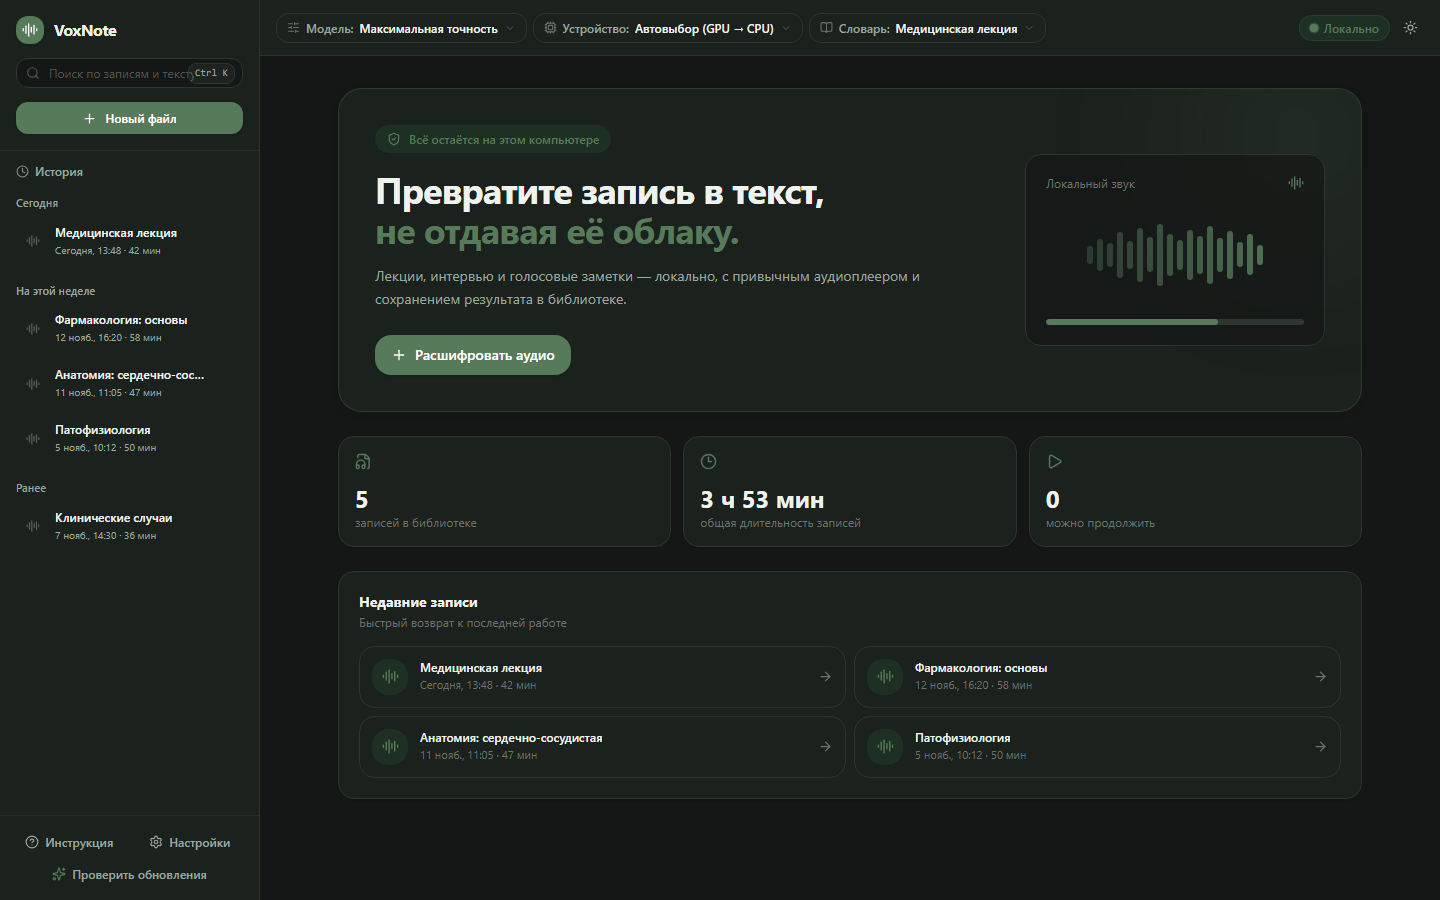 VoxNote
Поиск по записям и тексту
Ctrl K
Новый файл
История
Сегодня
Медицинская лекция
Сегодня, 13:48 · 42 мин
На этой неделе
Фармакология: основы
12 нояб., 16:20 · 58 мин
Анатомия: сердечно-сос...
11 нояб., 11:05 · 47 мин
Патофизиология
5 нояб., 10:12 · 50 мин
Ранее
Клинические случаи
7 нояб., 14:30 · 36 мин
Инструкция
Настройки
Проверить обновления
Модель: Максимальная точность
Устройство: Автовыбор (GPU → CPU)
Словарь: Медицинская лекция
Локально
Всё остаётся на этом компьютере
Превратите запись в текст,
не отдавая её облаку.
Лекции, интервью и голосовые заметки — локально, с привычным аудиоплеером и
сохранением результата в библиотеке.
Расшифровать аудио
Локальный звук
5
записей в библиотеке
3 ч 53 мин
общая длительность записей
0
можно продолжить
Недавние записи
Быстрый возврат к последней работе
Медицинская лекция
Сегодня, 13:48 · 42 мин
Фармакология: основы
12 нояб., 16:20 · 58 мин
Анатомия: сердечно-сосудистая
11 нояб., 11:05 · 47 мин
Патофизиология
5 нояб., 10:12 · 50 мин